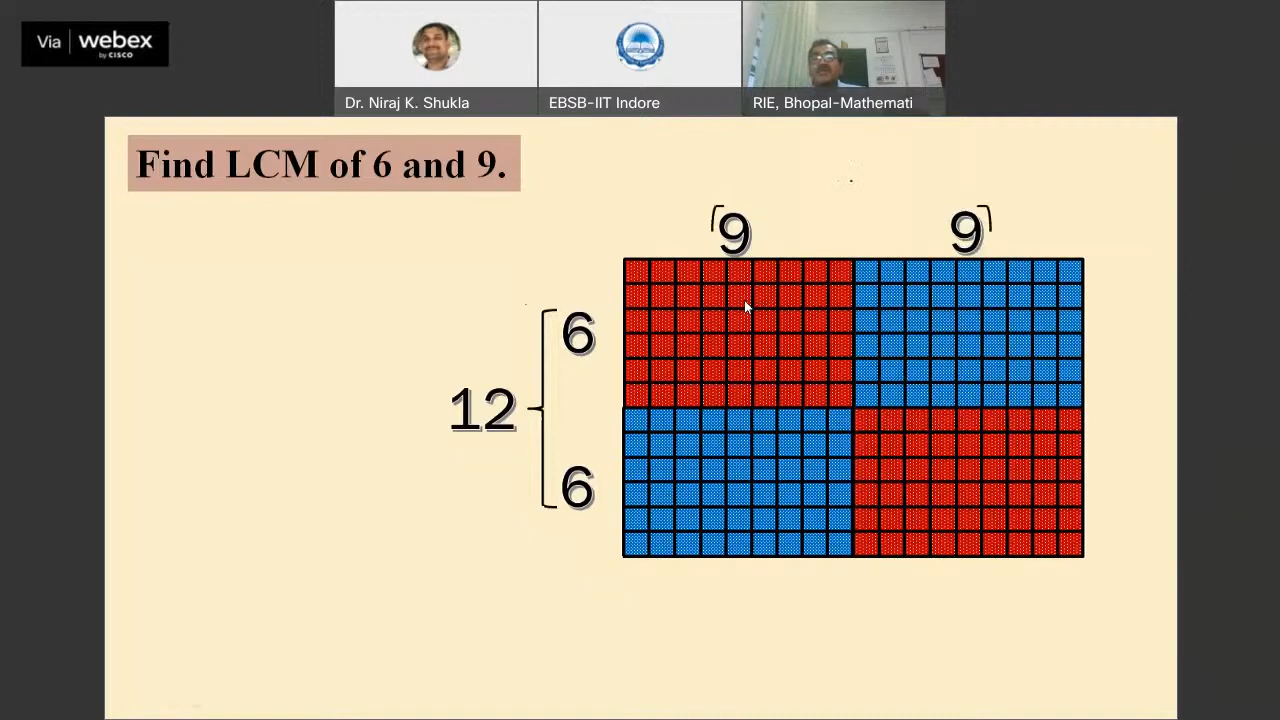 Via webex
by CISCO
Dr. Niraj K. Shukla
EBSB-IIT Indore
RIE, Bhopal-Mathemati
Find LCM of 6 and 9.
9 9
6
12
6